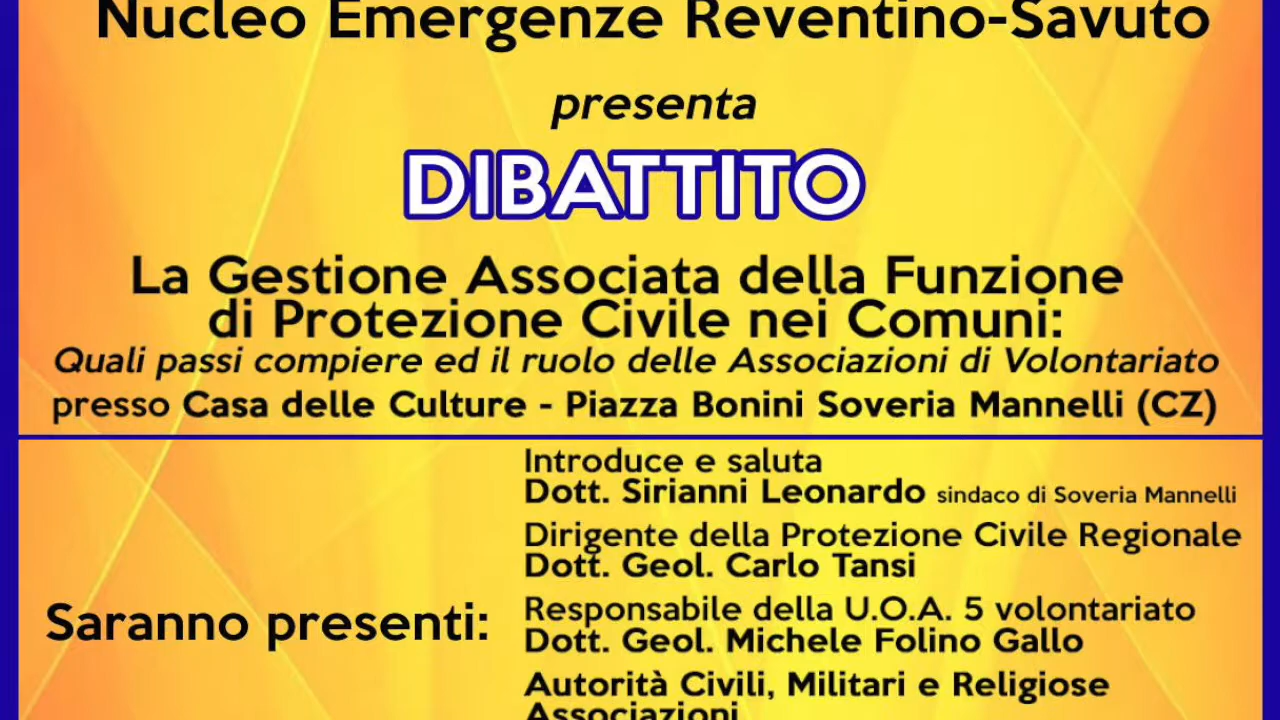 Nucleo Emergenze Reventino-Savuto
presenta
DIBATTITO
La Gestione Associata della Funzione
di Protezione Civile nei Comuni:
Quali passi compiere ed il ruolo delle Associazioni di Volontariato
presso Casa delle Culture - Piazza Bonini Soveria Mannelli (CZ)
Introduce e saluta
Dott. Sirianni Leonardo sindaco di Soveria Mannelli
Dirigente della Protezione Civile Regionale
Dott. Geol. Carlo Tansi
Saranno presenti:
Responsabile della U.O.A. 5 volontariato
Dott. Geol. Michele Folino Gallo
Autorità Civili, Militari e Religiose
Associazioni